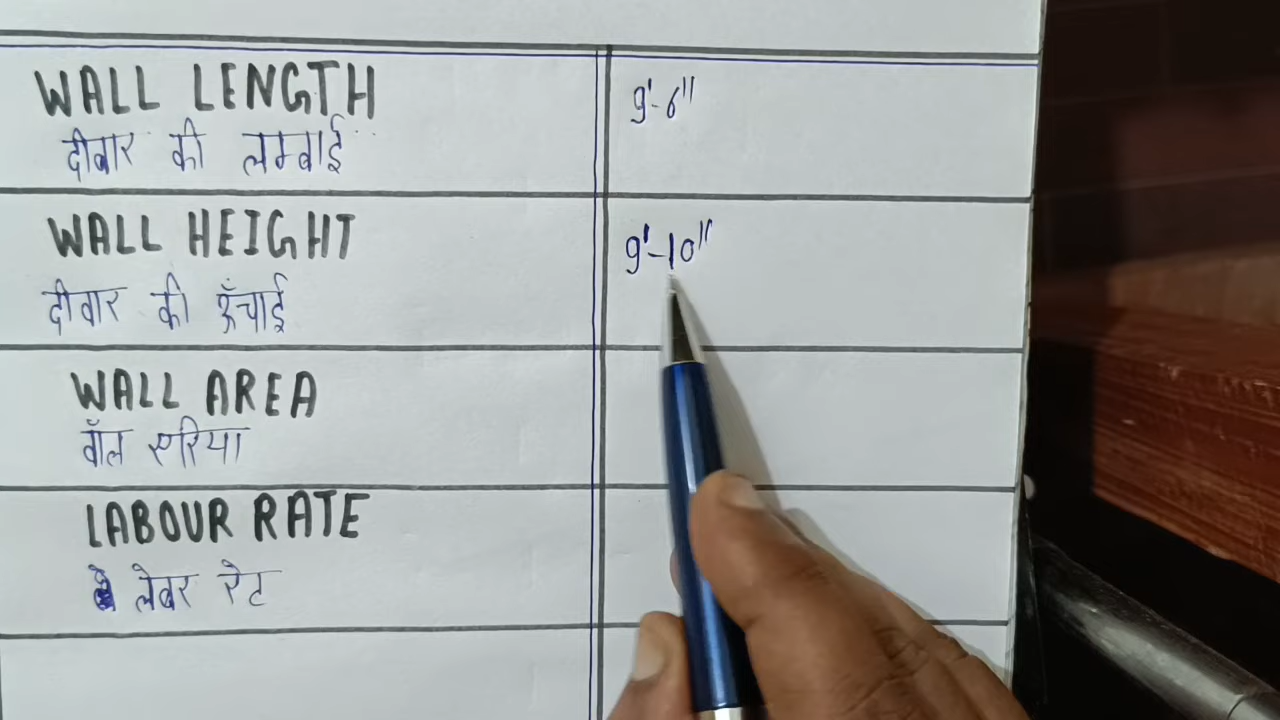 WALL LENGTH
9'-6"
दीवार की लम्बाई
WALL HEIGHT
9'-10"
दीवार की ऊँचाई
WALL AREA
वॉल एरिया
LABOUR RATE
लेबर रेट